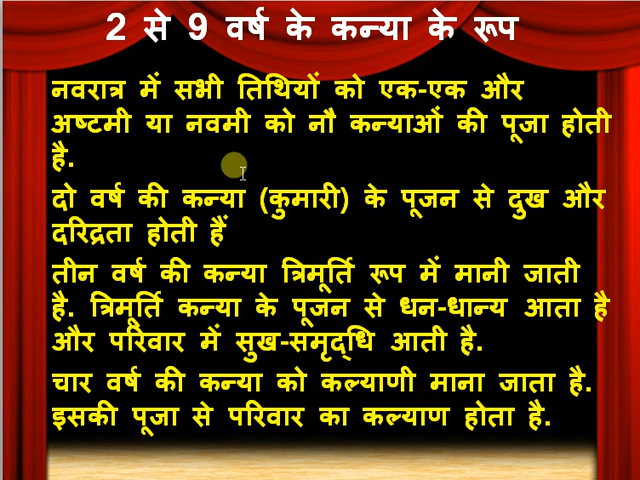 2 से 9 वर्ष के कन्या के रूप
नवरात्र में सभी तिथियों को एक-एक और
अष्टमी या नवमी को नौ कन्याओं की पूजा होती
है.
दो वर्ष की कन्या (कुमारी) के पूजन से दुख और
दरिद्रता होती हैं
तीन वर्ष की कन्या त्रिमूर्ति रूप में मानी जाती
है. त्रिमूर्ति कन्या के पूजन से धन-धान्य आता है
और परिवार में सुख-समृद्धि आती है.
चार वर्ष की कन्या को कल्याणी माना जाता है.
इसकी पूजा से परिवार का कल्याण होता है.